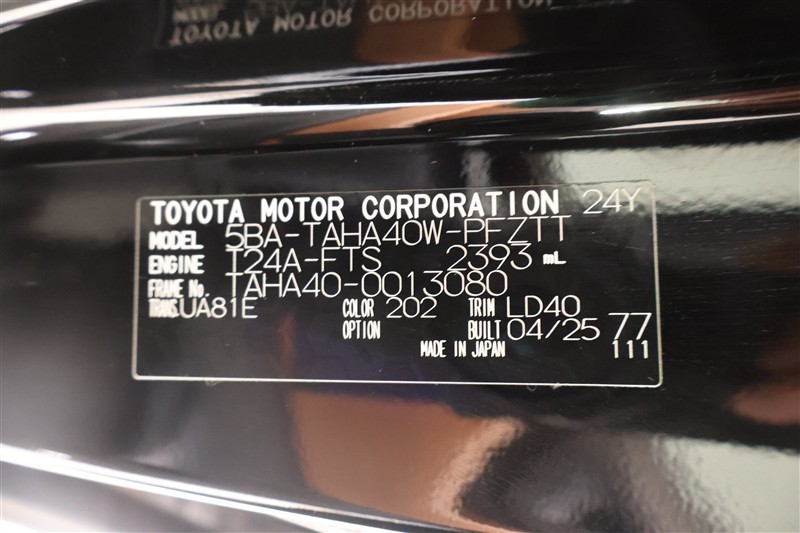 TOYOTA MOTOR CORPORATION
TOYOTA MOTOR CORPORATION 24Y
MODEL 5BA-TAHA40W-PFZTT
ENGINE T24A-FTS 2393 mL
FRAME No. TAHA40-0013080
TRANS. UA81E COLOR 202 TRIM LD40
OPTION BUILT 04/25 77
MADE IN JAPAN 111